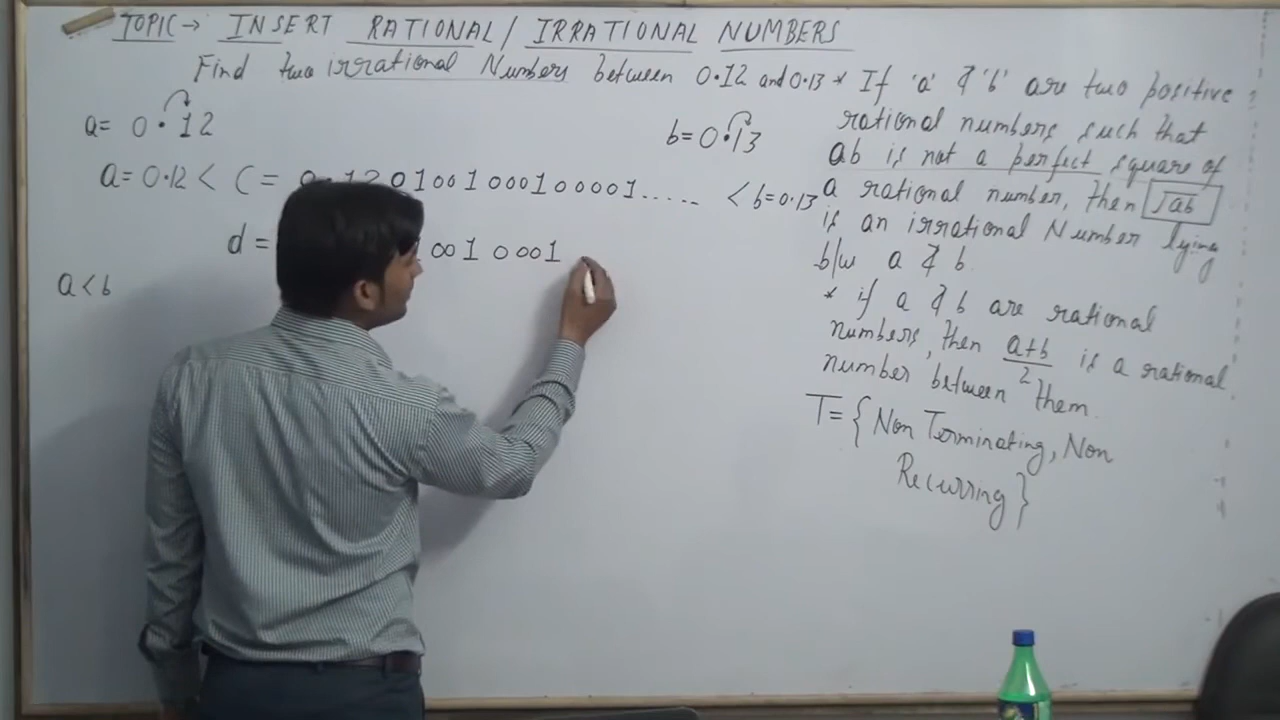 TOPIC → INSERT RATIONAL / IRRATIONAL NUMBERS
Find two irrational Numbers between 0.12 and 0.13
a = 0.12
b = 0.13
a = 0.12 < C = 0.120100100010001..... < b = 0.13
d = 001 0001
a < b
* If 'a' & 'b' are two positive
rational numbers such that
ab is not a perfect square of
a rational number, then √ab
is an irrational Number lying
b/w a & b.
* if a & b are rational
numbers, then a+b/2 is a rational
number between them.
T = { Non Terminating, Non
Recurring }